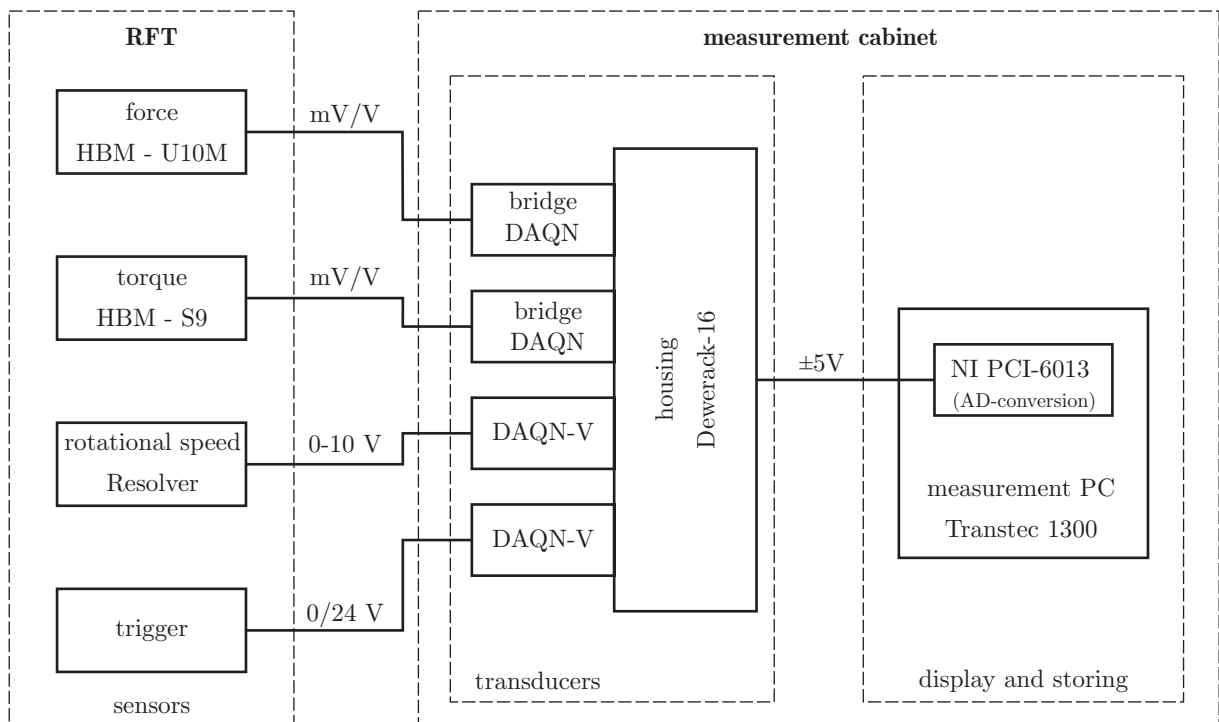 RFT
measurement cabinet
force
HBM - U10M
mV/V
torque
HBM - S9
mV/V
rotational speed
Resolver
0-10 V
trigger
0/24 V
sensors
bridge
DAQN
bridge
DAQN
DAQN-V
DAQN-V
housing
Dewerack-16
transducers
±5V
NI PCI-6013
(AD-conversion)
measurement PC
Transtec 1300
display and storing